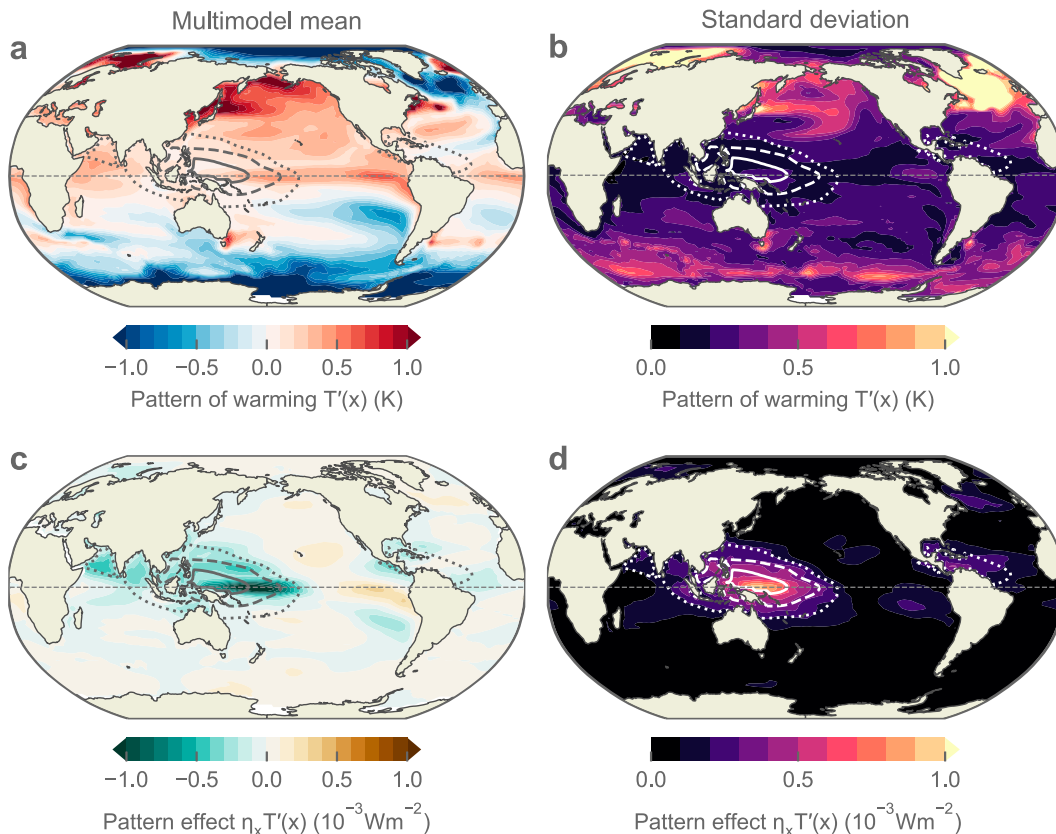 Multimodel mean
Standard deviation
a
b
−1.0 −0.5 0.0 0.5 1.0
0.0 0.5 1.0
Pattern of warming T′(x) (K)
Pattern of warming T′(x) (K)
c
d
−1.0 −0.5 0.0 0.5 1.0
0.0 0.5 1.0
Pattern effect ηₓT′(x) (10⁻³Wm⁻²)
Pattern effect ηₓT′(x) (10⁻³Wm⁻²)